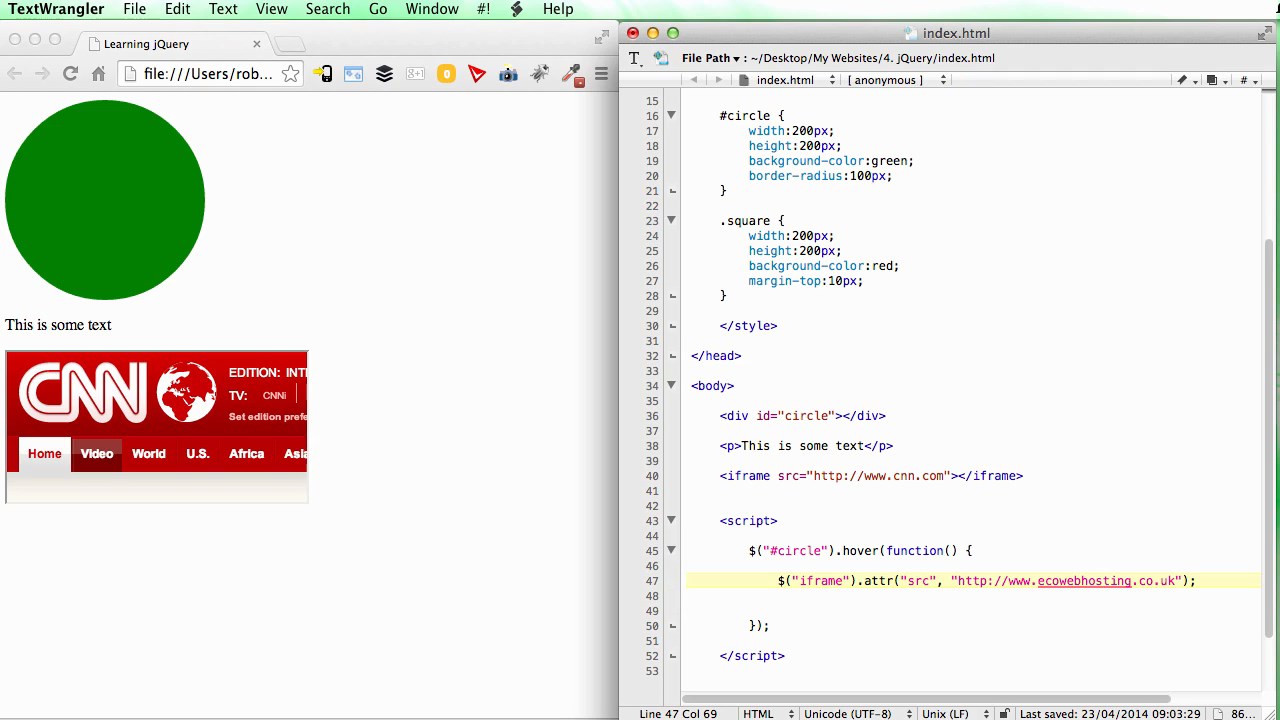 TextWrangler File Edit Text View Search Go Window #! Help
Learning jQuery
file:///Users/rob...
This is some text
CNN
EDITION: INT
TV: CNNi
Set edition prefe
Home Video World U.S. Africa Asia
index.html
File Path : ~/Desktop/My Websites/4. jQuery/index.html
index.html [ anonymous ]
15
16 #circle {
17 width:200px;
18 height:200px;
19 background-color:green;
20 border-radius:100px;
21 }
22
23 .square {
24 width:200px;
25 height:200px;
26 background-color:red;
27 margin-top:10px;
28 }
29
30 </style>
31
32 </head>
33
34 <body>
35
36 <div id="circle"></div>
37
38 <p>This is some text</p>
39
40 <iframe src="http://www.cnn.com"></iframe>
41
42
43 <script>
44
45 $("#circle").hover(function() {
46
47 $("iframe").attr("src", "http://www.ecowebhosting.co.uk");
48
49
50 });
51
52 </script>
53
Line 47 Col 69 HTML Unicode (UTF-8) Unix (LF) Last saved: 23/04/2014 09:03:29 86...